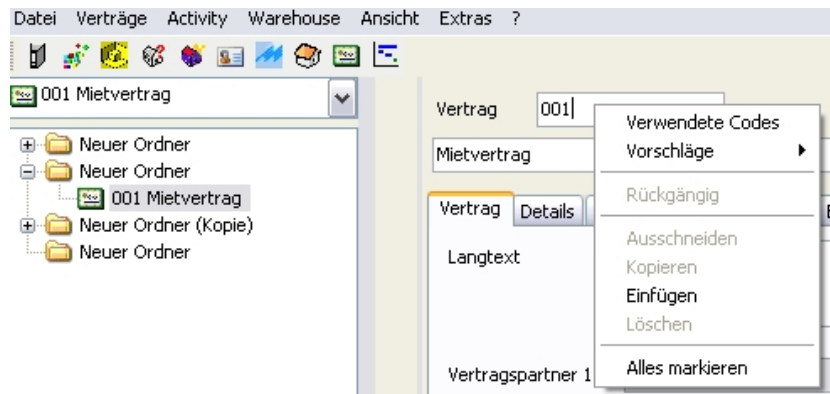 Datei Verträge Activity Warehouse Ansicht Extras ?
001 Mietvertrag
Neuer Ordner
Neuer Ordner
001 Mietvertrag
Neuer Ordner (Kopie)
Neuer Ordner
Vertrag 001
Mietvertrag
Vertrag Details
Langtext
Vertragspartner 1
Verwendete Codes
Vorschläge
Rückgängig
Ausschneiden
Kopieren
Einfügen
Löschen
Alles markieren